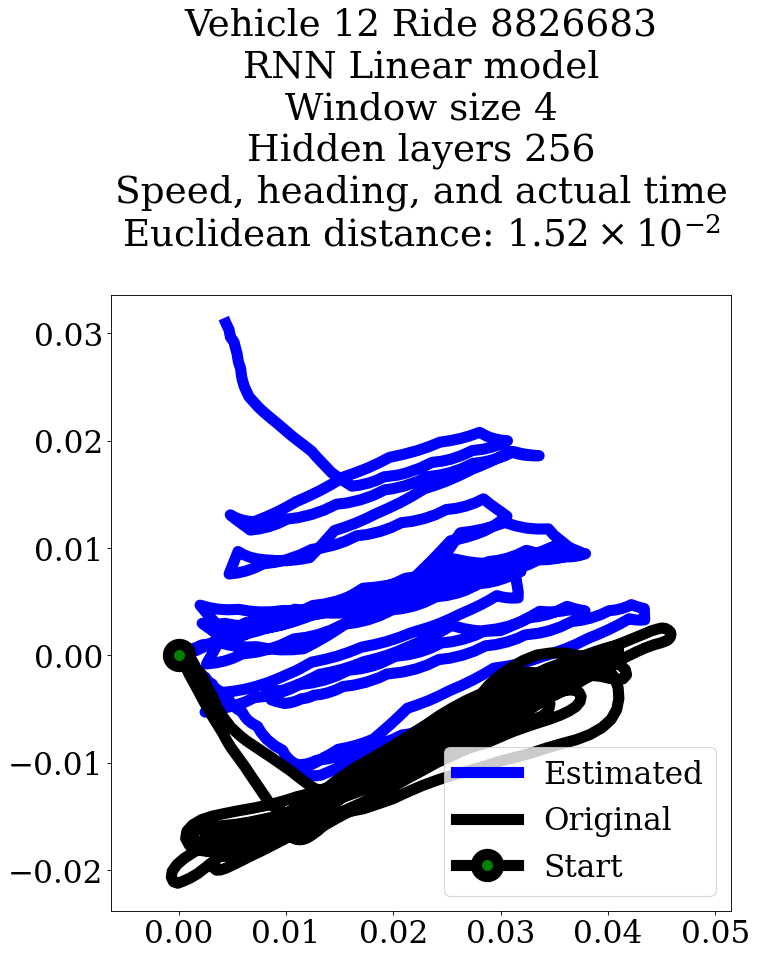 Vehicle 12 Ride 8826683
RNN Linear model
Window size 4
Hidden layers 256
Speed, heading, and actual time
Euclidean distance: 1.52 × 10⁻²
0.03
0.02
0.01
0.00
−0.01
−0.02
Estimated
Original
Start
0.00 0.01 0.02 0.03 0.04 0.05